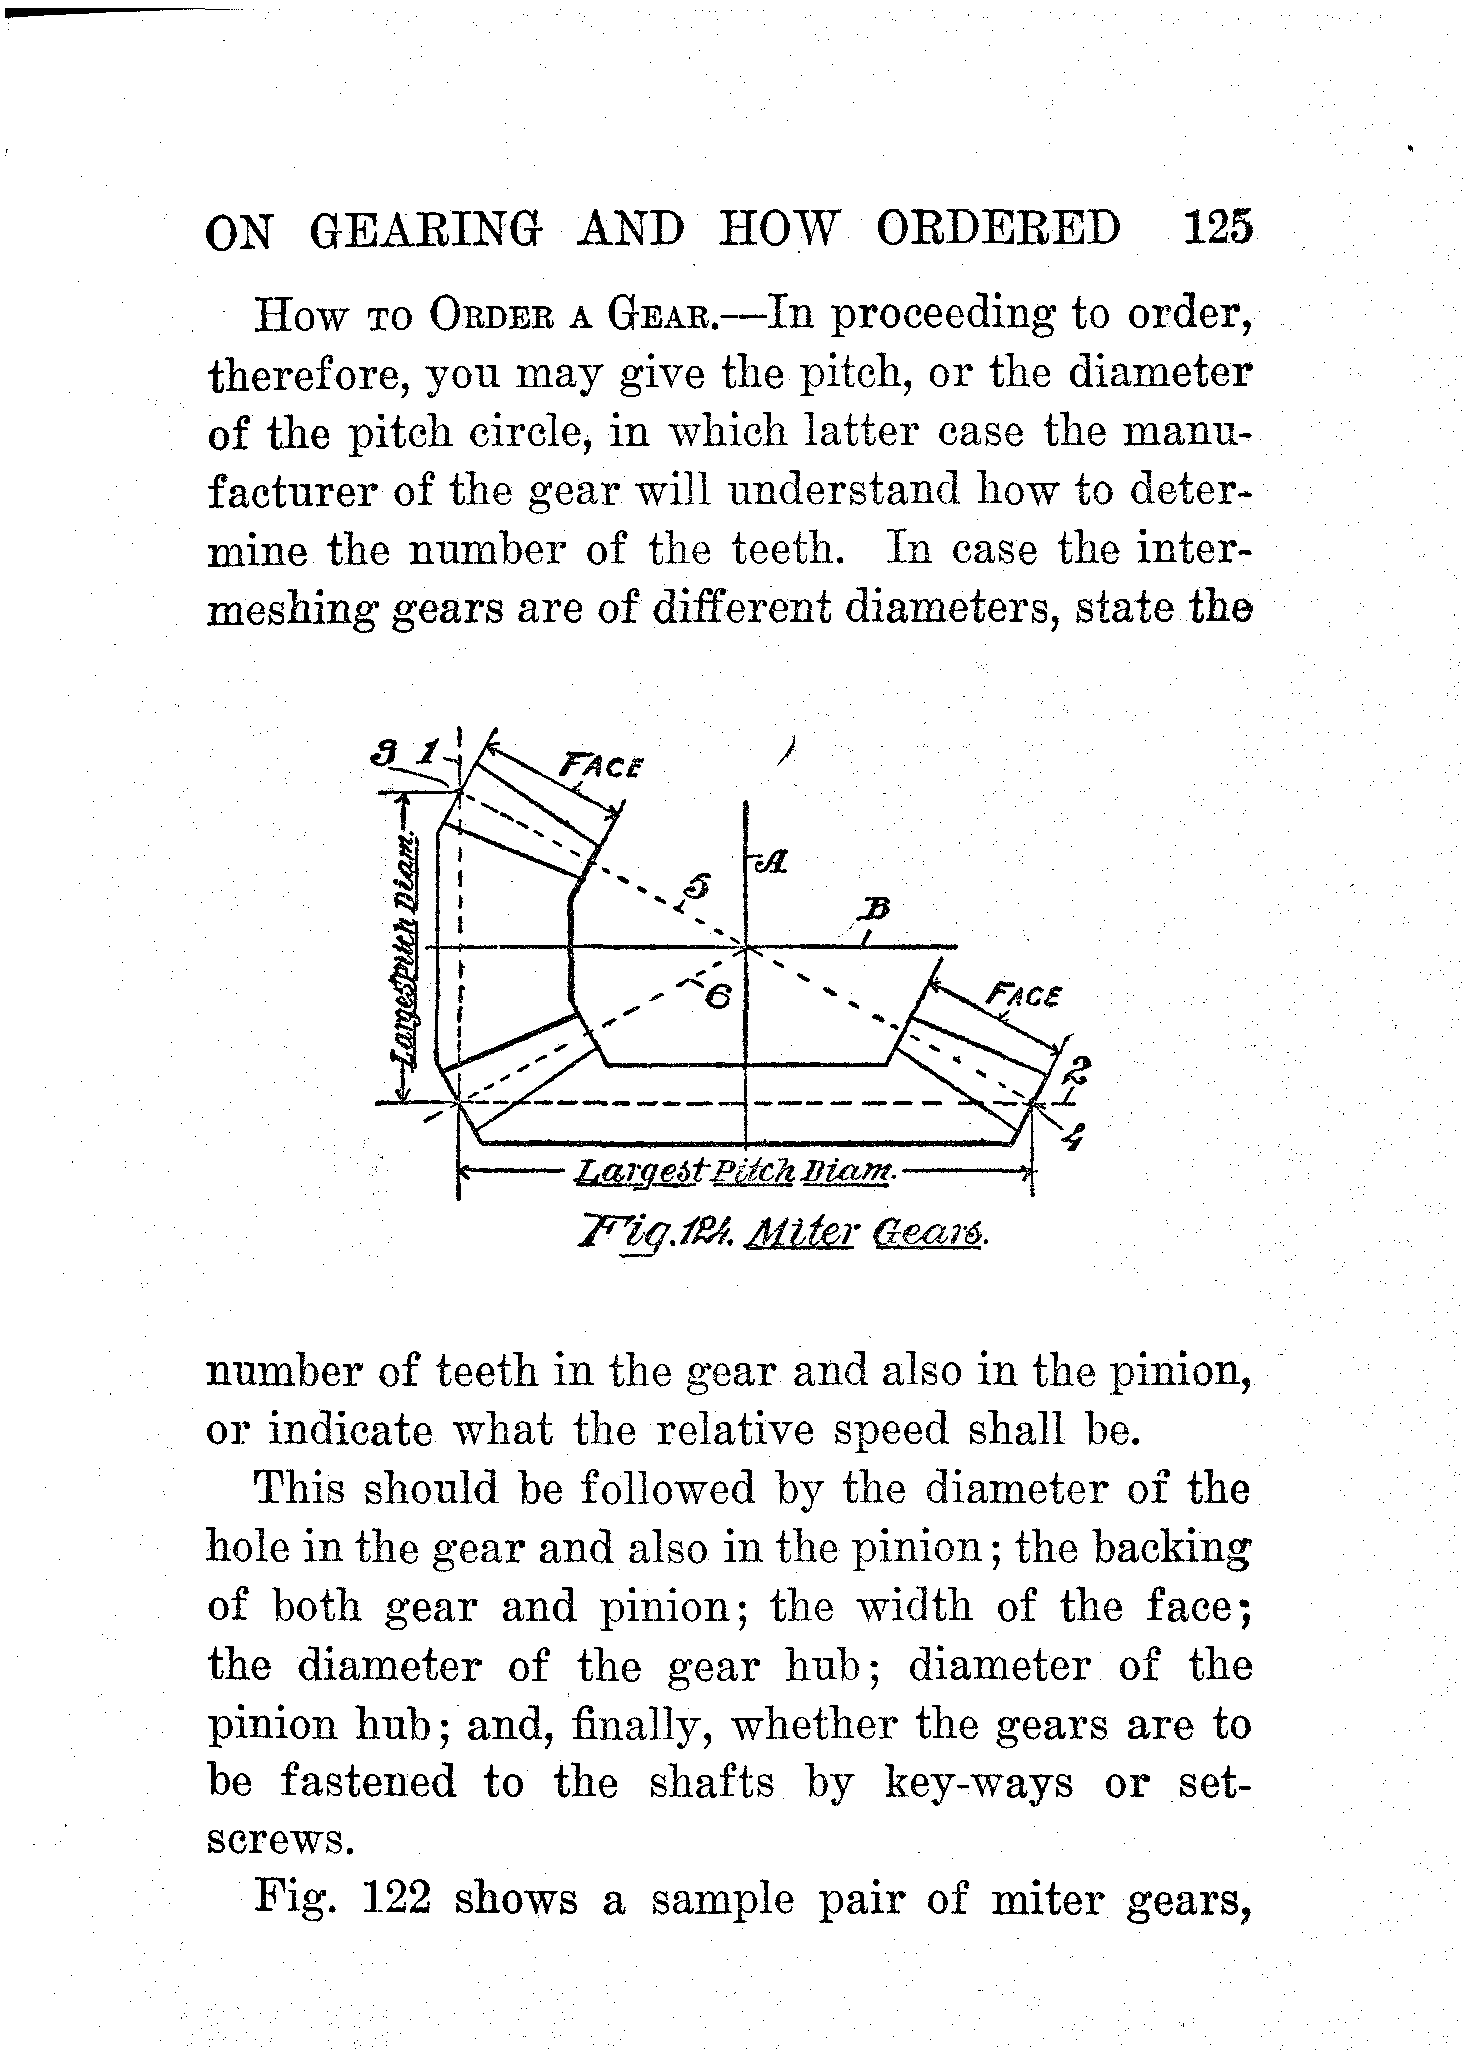 ON GEARING AND HOW ORDERED 125
HOW TO ORDER A GEAR.—In proceeding to order,
therefore, you may give the pitch, or the diameter
of the pitch circle, in which latter case the manu-
facturer of the gear will understand how to deter-
mine the number of the teeth. In case the inter-
meshing gears are of different diameters, state the
3 1
FACE
A
5
B
Largest Pitch Diam.
6
FACE
2
4
Largest Pitch Diam.
Fig. 124. Miter Gears.
number of teeth in the gear and also in the pinion,
or indicate what the relative speed shall be.
This should be followed by the diameter of the
hole in the gear and also in the pinion; the backing
of both gear and pinion; the width of the face;
the diameter of the gear hub; diameter of the
pinion hub; and, finally, whether the gears are to
be fastened to the shafts by key-ways or set-
screws.
Fig. 122 shows a sample pair of miter gears,